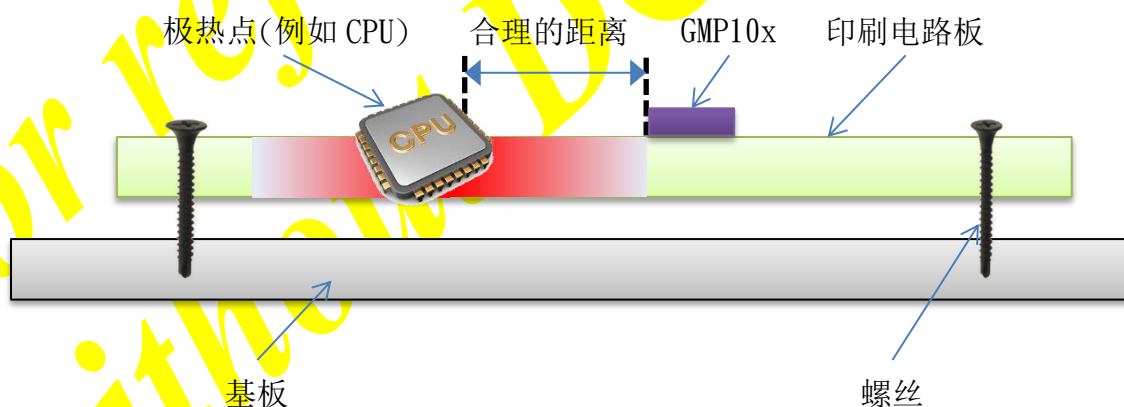 极热点(例如 CPU)
合理的距离
GMP10x
印刷电路板
CPU
基板
螺丝